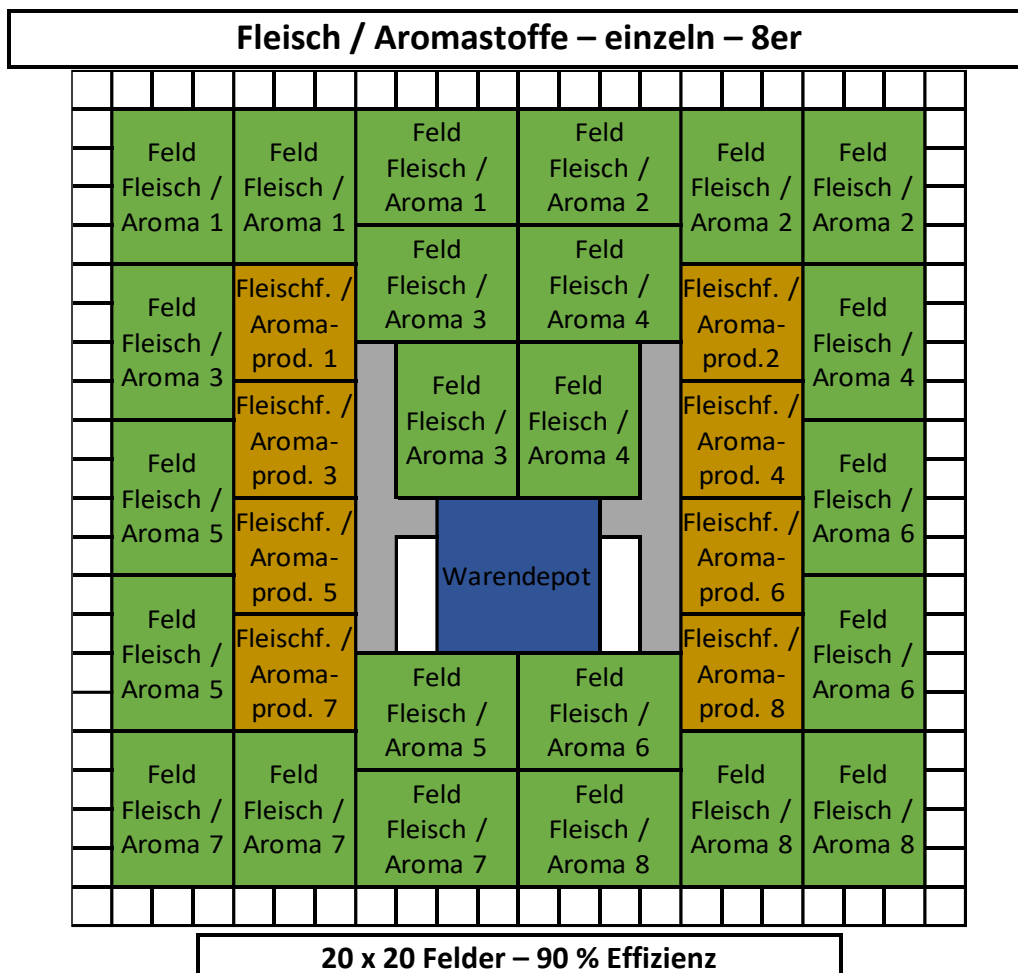 Fleisch / Aromastoffe – einzeln – 8er
Feld
Fleisch /
Aroma 1
Feld
Fleisch /
Aroma 1
Feld
Fleisch /
Aroma 1
Feld
Fleisch /
Aroma 2
Feld
Fleisch /
Aroma 2
Feld
Fleisch /
Aroma 2
Feld
Fleisch /
Aroma 3
Fleischf. /
Aroma-
prod. 1
Feld
Fleisch /
Aroma 3
Feld
Fleisch /
Aroma 4
Fleischf. /
Aroma-
prod.2
Feld
Fleisch /
Aroma 4
Fleischf. /
Aroma-
prod. 3
Feld
Fleisch /
Aroma 3
Feld
Fleisch /
Aroma 4
Fleischf. /
Aroma-
prod. 4
Feld
Fleisch /
Aroma 5
Fleischf. /
Aroma-
prod. 5
Warendepot
Fleischf. /
Aroma-
prod. 6
Feld
Fleisch /
Aroma 6
Feld
Fleisch /
Aroma 5
Fleischf. /
Aroma-
prod. 7
Feld
Fleisch /
Aroma 5
Feld
Fleisch /
Aroma 6
Fleischf. /
Aroma-
prod. 8
Feld
Fleisch /
Aroma 6
Feld
Fleisch /
Aroma 7
Feld
Fleisch /
Aroma 7
Feld
Fleisch /
Aroma 7
Feld
Fleisch /
Aroma 8
Feld
Fleisch /
Aroma 8
Feld
Fleisch /
Aroma 8
20 x 20 Felder – 90 % Effizienz